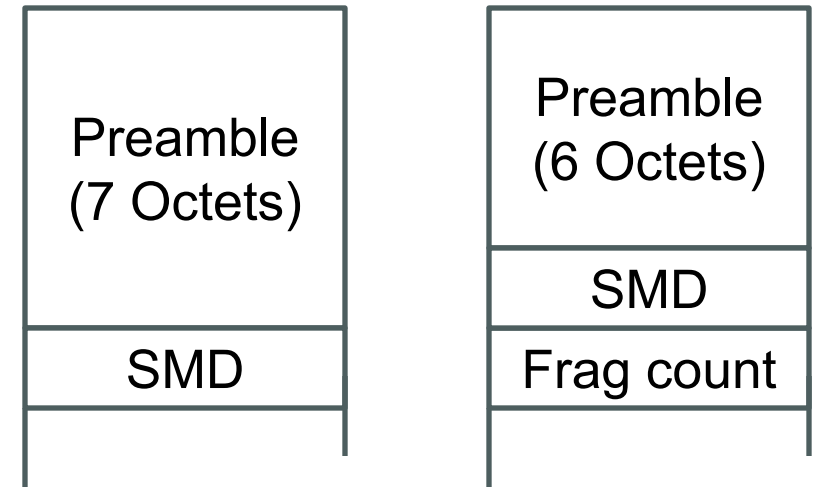 Preamble
(7 Octets)
SMD
Preamble
(6 Octets)
SMD
Frag count